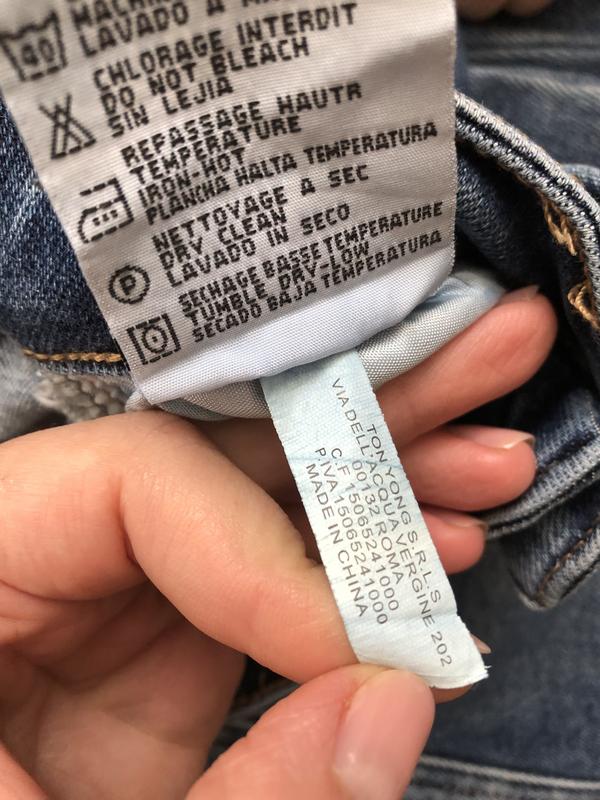 LAVADO A
40
CHLORAGE INTERDIT
DO NOT BLEACH
SIN LEJIA
REPASSAGE HAUTR
TEMPERATURE
IRON-HOT
PLANCHA HALTA TEMPERATURA
NETTOYAGE A SEC
DRY CLEAN
LAVADO IN SECO
P
SECHAGE BASSE TEMPERATURE
TUMBLE DRY-LOW
SECADO BAJA TEMPERATURA
TON YONG S.R.L.S
VIA DELL'ACQUA VERGINE 202
00132 ROMA
C.F 15065241000
P.IVA 15065241000
MADE IN CHINA